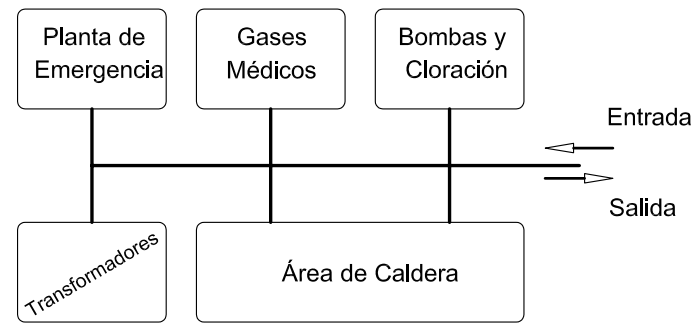 Planta de
Emergencia
Gases
Médicos
Bombas y
Cloración
Entrada
Salida
Transformadores
Área de Caldera